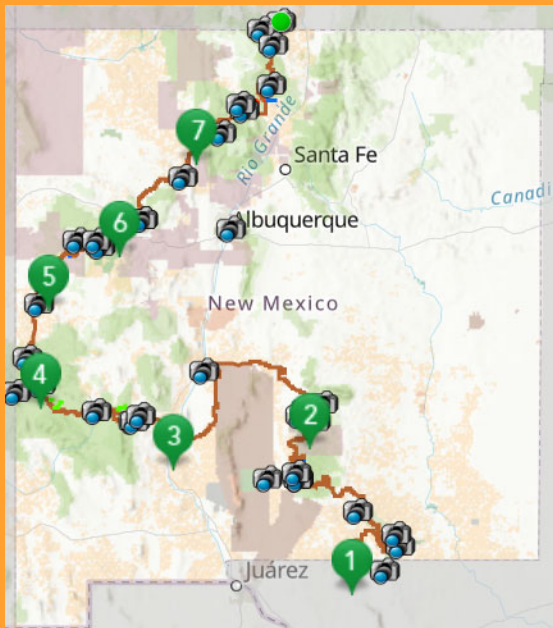 7
Rio Grande
Santa Fe
Canadi
6
Albuquerque
5
New Mexico
4
2
3
1
Juárez